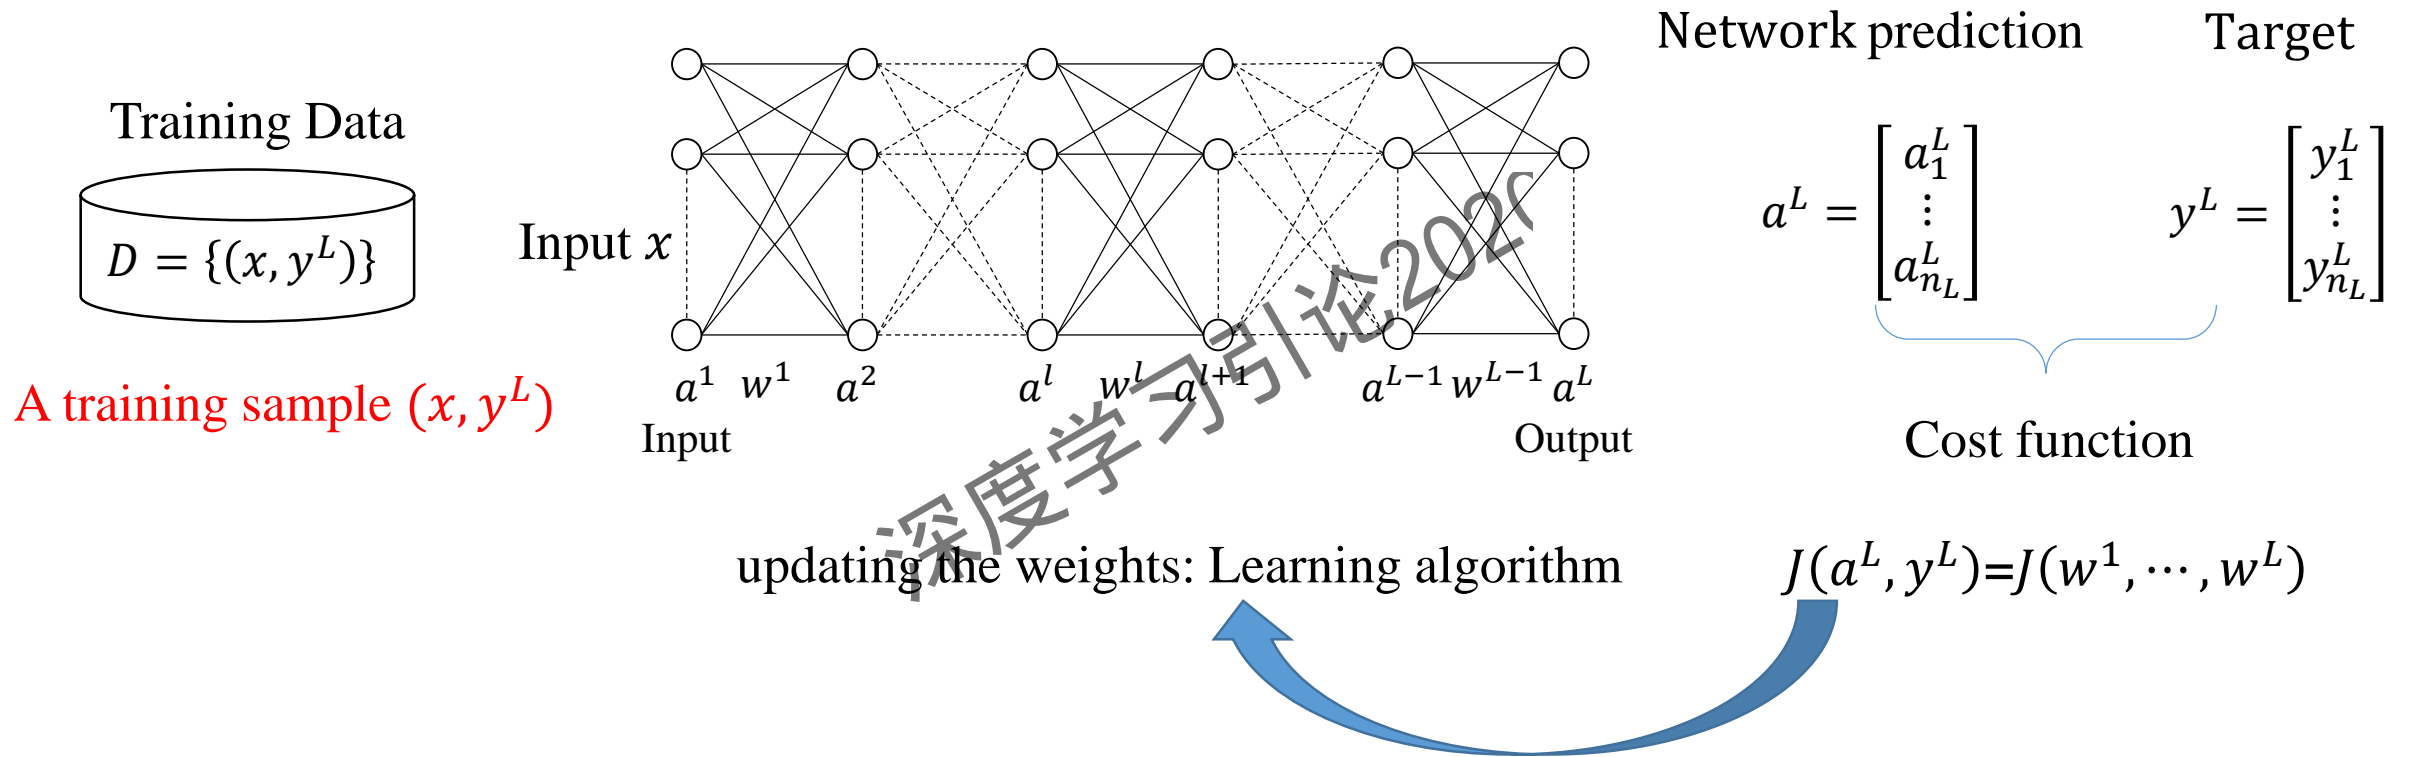 Training Data
D = {(x, y^L)}
A training sample (x, y^L)
Input x
a^1 w^1 a^2 a^l w^l a^{l+1} a^{L−1} w^{L−1} a^L
Input
Output
Network prediction
Target
a^L = [a_1^L ⋮ a_{n_L}^L]
y^L = [y_1^L ⋮ y_{n_L}^L]
Cost function
updating the weights: Learning algorithm
J(a^L, y^L)=J(w^1, ⋯ , w^L)
深度学习引论2020